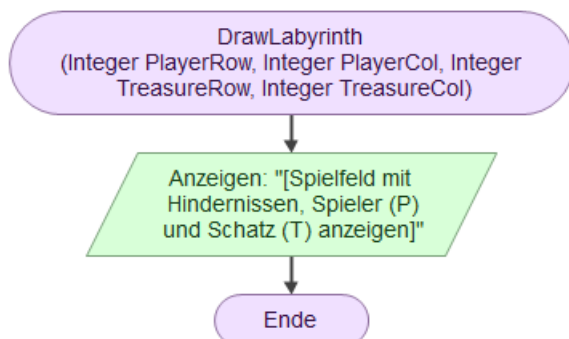 DrawLabyrinth
(Integer PlayerRow, Integer PlayerCol, Integer
TreasureRow, Integer TreasureCol)
Anzeigen: "[Spielfeld mit
Hindernissen, Spieler (P)
und Schatz (T) anzeigen]"
Ende